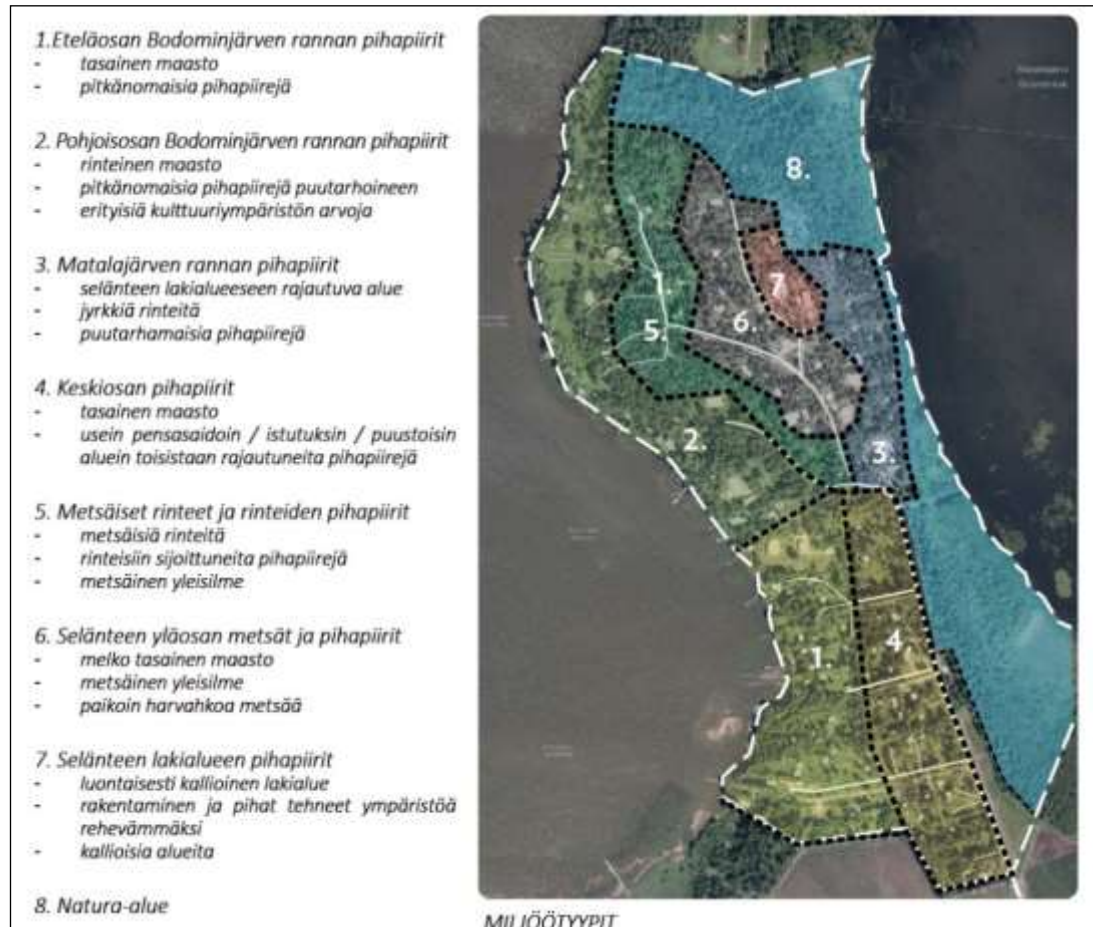 1.Eteläosan Bodominjärven rannan pihapiirit
- tasainen maasto
- pitkänomaisia pihapiirejä
2. Pohjoisosan Bodominjärven rannan pihapiirit
- rinteinen maasto
- pitkänomaisia pihapiirejä puutarhoineen
- erityisiä kulttuuriympäristön arvoja
3. Matalajärven rannan pihapiirit
- selänteen lakialueeseen rajautuva alue
- jyrkkiä rinteitä
- puutarhamaisia pihapiirejä
4. Keskiosan pihapiirit
- tasainen maasto
- usein pensasaidoin / istutuksin / puustoisin
aluein toisistaan rajautuneita pihapiirejä
5. Metsäiset rinteet ja rinteiden pihapiirit
- metsäisiä rinteitä
- rinteisiin sijoittuneita pihapiirejä
- metsäinen yleisilme
6. Selänteen yläosan metsät ja pihapiirit
- melko tasainen maasto
- metsäinen yleisilme
- paikoin harvahkoa metsää
7. Selänteen lakialueen pihapiirit
- luontaisesti kallioinen lakialue
- rakentaminen ja pihat tehneet ympäristöä
rehevämmäksi
- kallioisia alueita
8. Natura-alue
8.
7
6.
5.
2.
3.
1.
4.
MILJÖÖTYYPIT